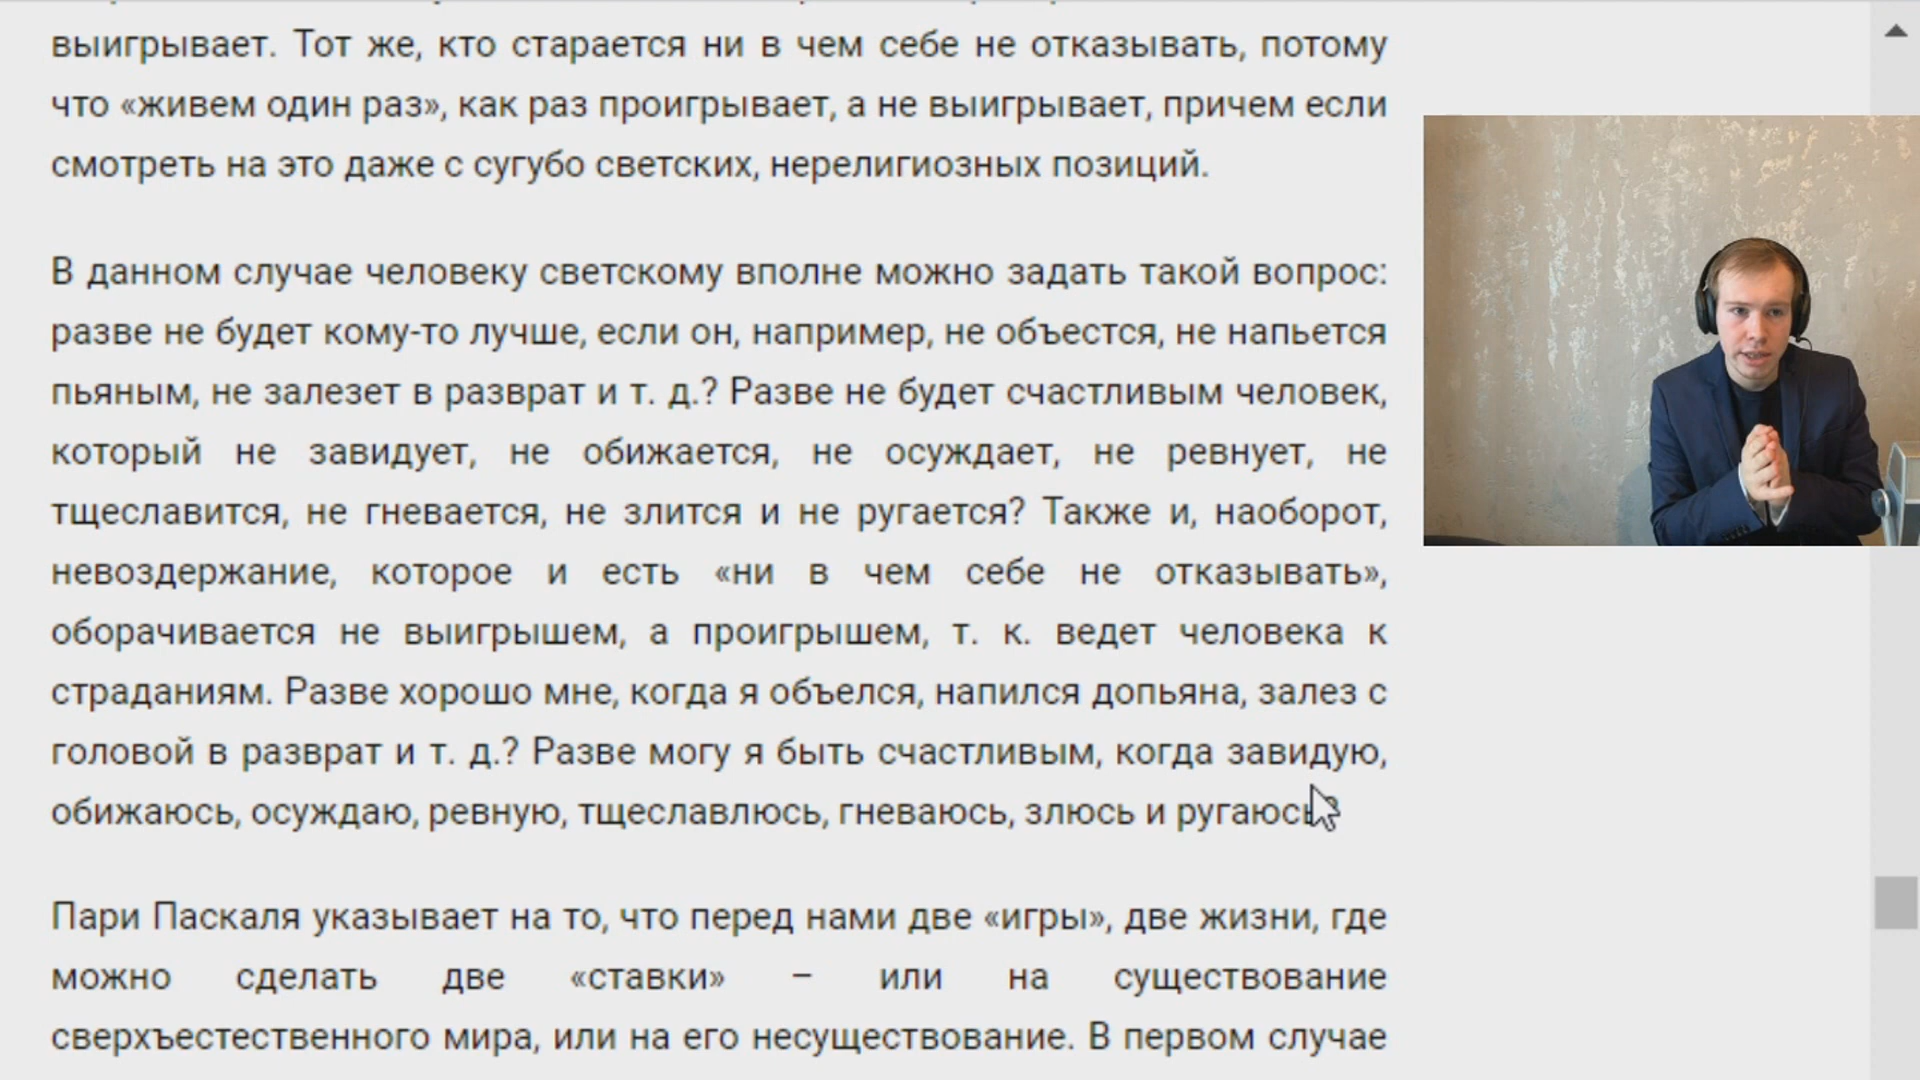 выигрывает. Тот же, кто старается ни в чем себе не отказывать, потому
что «живем один раз», как раз проигрывает, а не выигрывает, причем если
смотреть на это даже с сугубо светских, нерелигиозных позиций.
В данном случае человеку светскому вполне можно задать такой вопрос:
разве не будет кому-то лучше, если он, например, не объестся, не напьется
пьяным, не залезет в разврат и т. д.? Разве не будет счастливым человек,
который не завидует, не обижается, не осуждает, не ревнует, не
тщеславится, не гневается, не злится и не ругается? Также и, наоборот,
невоздержание, которое и есть «ни в чем себе не отказывать»,
оборачивается не выигрышем, а проигрышем, т. к. ведет человека к
страданиям. Разве хорошо мне, когда я объелся, напился допьяна, залез с
головой в разврат и т. д.? Разве могу я быть счастливым, когда завидую,
обижаюсь, осуждаю, ревную, тщеславлюсь, гневаюсь, злюсь и ругаюсь?
Пари Паскаля указывает на то, что перед нами две «игры», две жизни, где
можно сделать две «ставки» – или на существование
сверхъестественного мира, или на его несуществование. В первом случае